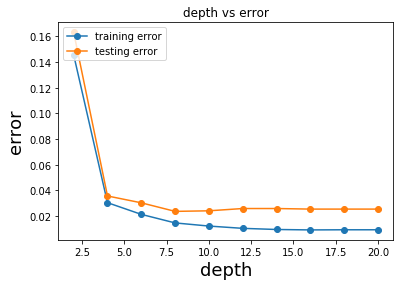 depth vs error
training error
testing error
0.16
0.14
0.12
0.10
0.08
0.06
0.04
0.02
error
2.5 5.0 7.5 10.0 12.5 15.0 17.5 20.0
depth